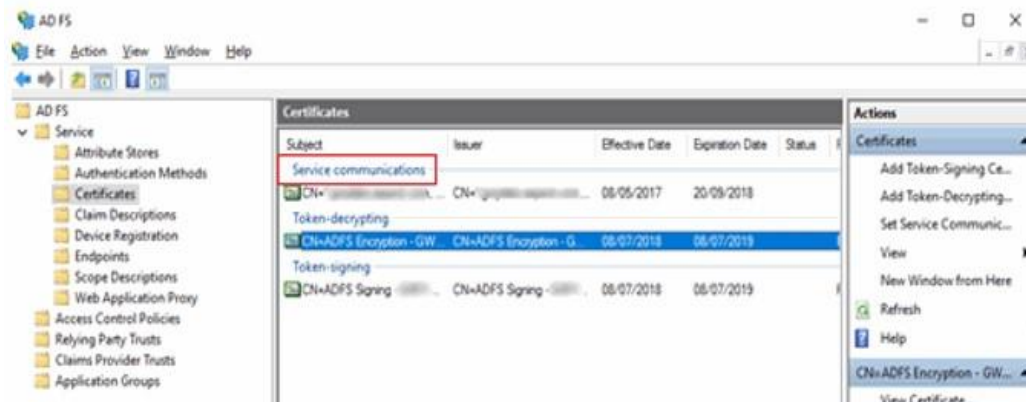 AD FS
File Action View Window Help
AD FS
Service
Attribute Stores
Authentication Methods
Certificates
Claim Descriptions
Device Registration
Endpoints
Scope Descriptions
Web Application Proxy
Access Control Policies
Relying Party Trusts
Claims Provider Trusts
Application Groups
Certificates
Subject Issuer Effective Date Expiration Date Status
Service communications
CN= ... CN= ... 08/05/2017 20/09/2018
Token-decrypting
CN=ADFS Encryption - GW... CN=ADFS Encryption - G... 08/07/2018 08/07/2019
Token-signing
CN=ADFS Signing - ... CN=ADFS Signing - ... 08/07/2018 08/07/2019
Actions
Certificates
Add Token-Signing Ce...
Add Token-Decrypting...
Set Service Communic...
View
New Window from Here
Refresh
Help
CN=ADFS Encryption - GW...
View Certificate...